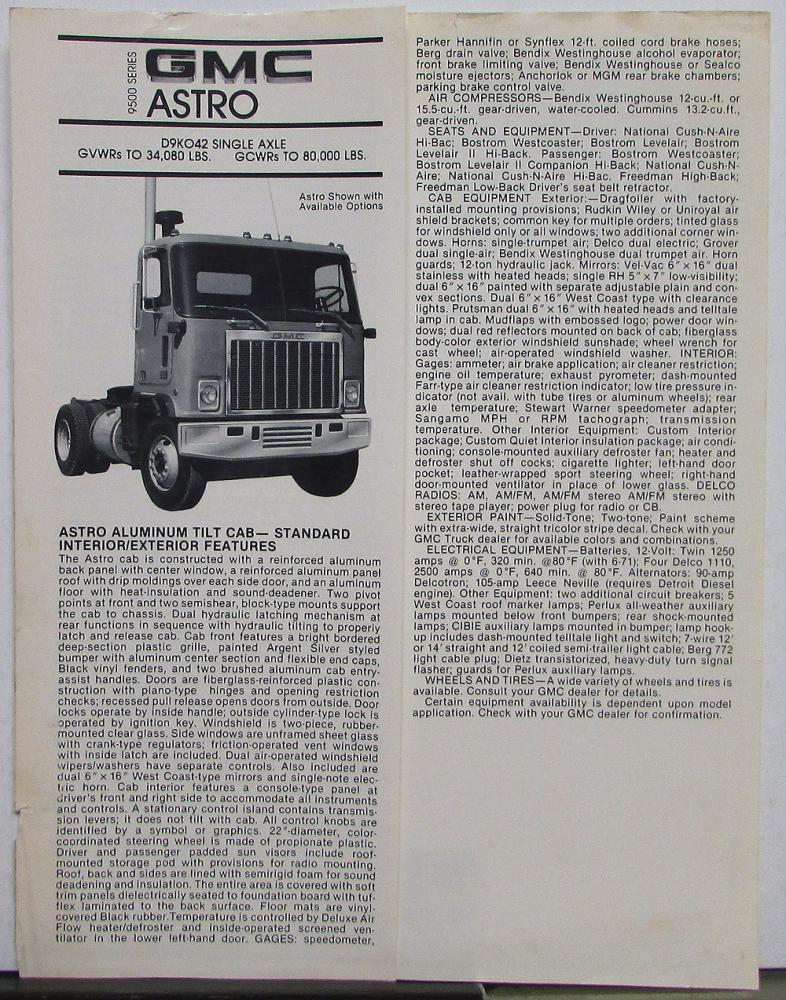 9500 SERIES
GMC
ASTRO
D9KO42 SINGLE AXLE
GVWRs TO 34,080 LBS. GCWRs TO 80,000 LBS.
Astro Shown with
Available Options
GMC
ASTRO ALUMINUM TILT CAB— STANDARD
INTERIOR/EXTERIOR FEATURES
The Astro cab is constructed with a reinforced aluminum
back panel with center window, a reinforced aluminum panel
roof with drip moldings over each side door, and an aluminum
floor with heat-insulation and sound-deadener. Two pivot
points at front and two semishear, block-type mounts support
the cab to chassis. Dual hydraulic latching mechanism at
rear functions in sequence with hydraulic tilting to properly
latch and release cab. Cab front features a bright bordered
deep-section plastic grille, painted Argent Silver styled
bumper with aluminum center section and flexible end caps,
Black vinyl fenders, and two brushed aluminum cab entry-
assist handles. Doors are fiberglass-reinforced plastic con-
struction with piano-type hinges and opening restriction
checks; recessed pull release opens doors from outside. Door
locks operate by inside handle; outside cylinder-type lock is
operated by ignition key. Windshield is two-piece, rubber-
mounted clear glass. Side windows are unframed sheet glass
with crank-type regulators; friction-operated vent windows
with inside latch are included. Dual air-operated windshield
wipers/washers have separate controls. Also included are
dual 6″ × 16″ West Coast-type mirrors and single-note elec-
tric horn. Cab interior features a console-type panel at
driver's front and right side to accommodate all instruments
and controls. A stationary control island contains transmis-
sion levers; it does not tilt with cab. All control knobs are
identified by a symbol or graphics. 22″-diameter, color-
coordinated steering wheel is made of propionate plastic.
Driver and passenger padded sun visors include roof-
mounted storage pod with provisions for radio mounting.
Roof, back and sides are lined with semirigid foam for sound
deadening and insulation. The entire area is covered with soft
trim panels dielectrically seated to foundation board with tuf-
flex laminated to the back surface. Floor mats are vinyl-
covered Black rubber.Temperature is controlled by Deluxe Air
Flow heater/defroster and inside-operated screened ven-
tilator in the lower left-hand door. GAGES: speedometer,
Parker Hannifin or Synflex 12-ft. coiled cord brake hoses;
Berg drain valve; Bendix Westinghouse alcohol evaporator;
front brake limiting valve; Bendix Westinghouse or Sealco
moisture ejectors; Anchorlok or MGM rear brake chambers;
parking brake control valve.
AIR COMPRESSORS—Bendix Westinghouse 12-cu.-ft. or
15.5-cu.-ft. gear-driven, water-cooled. Cummins 13.2-cu.ft.,
gear-driven.
SEATS AND EQUIPMENT—Driver: National Cush-N-Aire
Hi-Bac; Bostrom Westcoaster; Bostrom Levelair; Bostrom
Levelair II Hi-Back. Passenger: Bostrom Westcoaster;
Bostrom Levelair II Companion Hi-Back; National Cush-N-
Aire; National Cush-N-Aire Hi-Bac. Freedman High-Back;
Freedman Low-Back Driver's seat belt retractor.
CAB EQUIPMENT Exterior:—Dragfoiler with factory-
installed mounting provisions; Rudkin Wiley or Uniroyal air
shield brackets; common key for multiple orders; tinted glass
for windshield only or all windows; two additional corner win-
dows. Horns: single-trumpet air; Delco dual electric; Grover
dual single-air; Bendix Westinghouse dual trumpet air. Horn
guards; 12-ton hydraulic jack. Mirrors: Vel-Vac 6″ × 16″ dual
stainless with heated heads; single RH 5″ × 7″ low-visibility;
dual 6″ × 16″ painted with separate adjustable plain and con-
vex sections. Dual 6″ × 16″ West Coast type with clearance
lights. Prutsman dual 6″ × 16″ with heated heads and telltale
lamp in cab. Mudflaps with embossed logo; power door win-
dows; dual red reflectors mounted on back of cab; fiberglass
body-color exterior windshield sunshade; wheel wrench for
cast wheel; air-operated windshield washer. INTERIOR:
Gages: ammeter; air brake application; air cleaner restriction;
engine oil temperature; exhaust pyrometer; dash-mounted
Farr-type air cleaner restriction indicator; low tire pressure in-
dicator (not avail. with tube tires or aluminum wheels); rear
axle temperature; Stewart Warner speedometer adapter;
Sangamo MPH or RPM tachograph; transmission
temperature. Other Interior Equipment: Custom Interior
package; Custom Quiet Interior insulation package; air condi-
tioning; console-mounted auxiliary defroster fan; heater and
defroster shut off cocks; cigarette lighter; left-hand door
pocket; leather-wrapped sport steering wheel; right-hand
door-mounted ventilator in place of lower glass. DELCO
RADIOS: AM, AM/FM, AM/FM stereo AM/FM stereo with
stereo tape player; power plug for radio or CB.
EXTERIOR PAINT—Solid-Tone; Two-tone; Paint scheme
with extra-wide, straight tricolor stripe decal. Check with your
GMC Truck dealer for available colors and combinations.
ELECTRICAL EQUIPMENT—Batteries, 12-Volt: Twin 1250
amps @ 0°F, 320 min. @80°F (with 6-71); Four Delco 1110,
2500 amps @ 0°F, 640 min. @ 80°F. Alternators: 90-amp
Delcotron; 105-amp Leece Neville (requires Detroit Diesel
engine). Other Equipment: two additional circuit breakers; 5
West Coast roof marker lamps; Perlux all-weather auxiliary
lamps mounted below front bumpers; rear shock-mounted
lamps; CIBIE auxiliary lamps mounted in bumper; lamp hook-
up includes dash-mounted telltale light and switch; 7-wire 12′
or 14′ straight and 12′ coiled semi-trailer light cable; Berg 772
light cable plug; Dietz transistorized, heavy-duty turn signal
flasher; guards for Perlux auxiliary lamps.
WHEELS AND TIRES—A wide variety of wheels and tires is
available. Consult your GMC dealer for details.
Certain equipment availability is dependent upon model
application. Check with your GMC dealer for confirmation.